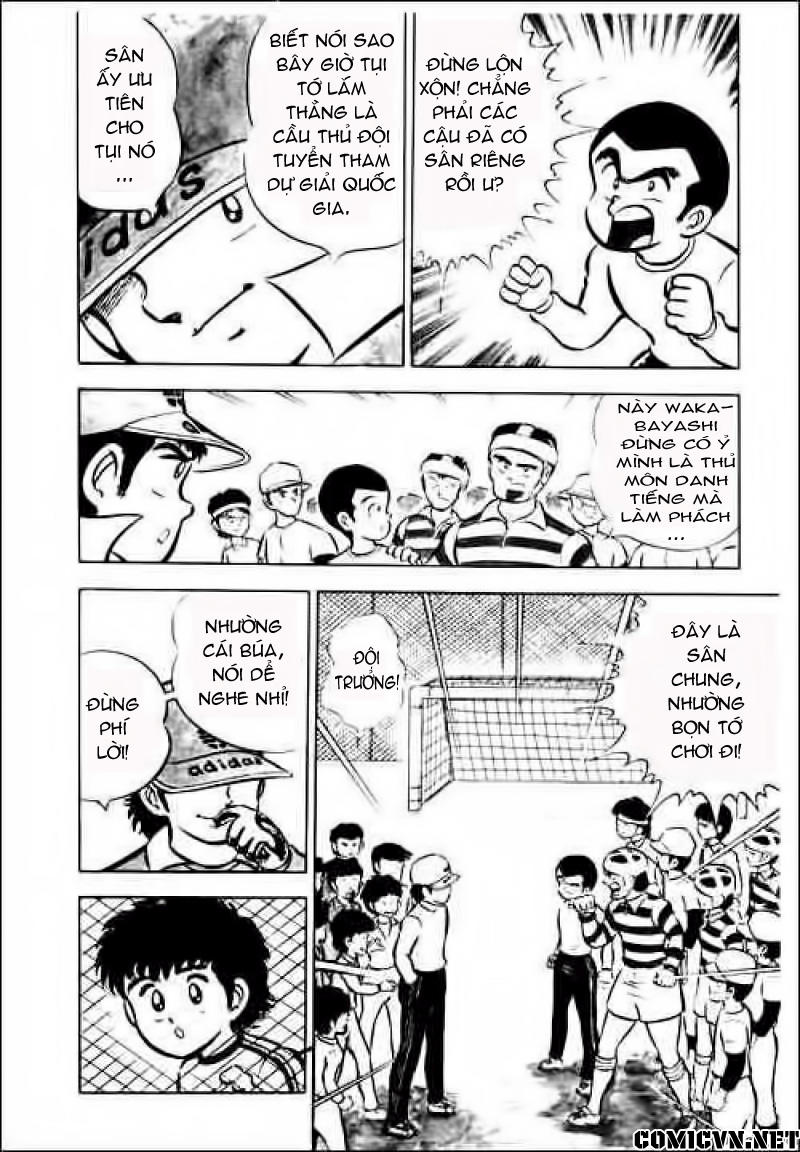 ĐỪNG LỘN
XỘN! CHẲNG
PHẢI CÁC
CẬU ĐÃ CÓ
SÂN RIÊNG
RỒI Ư?
BIẾT NÓI SAO
BÂY GIỜ TỤI
TỚ LẮM
THẰNG LÀ
CẦU THỦ ĐỘI
TUYỂN THAM
DỰ GIẢI QUỐC
GIA.
SÂN
ẤY ƯU
TIÊN
CHO
TỤI NÓ
...
adidas
NÀY WAKA-
BAYASHI
ĐỪNG CÓ Ý
MÌNH LÀ THỦ
MÔN DANH
TIẾNG MÀ
LÀM PHÁCH
...
ĐÂY LÀ
SÂN
CHUNG,
NHƯỜNG
BỌN TỚ
CHƠI ĐI!
ĐỘI
TRƯỞNG!
NHƯỜNG
CÁI BÚA,
NÓI DỂ
NGHE NHỈ!
ĐỪNG
PHÍ
LỜI!
adidas
COMICVN.NET